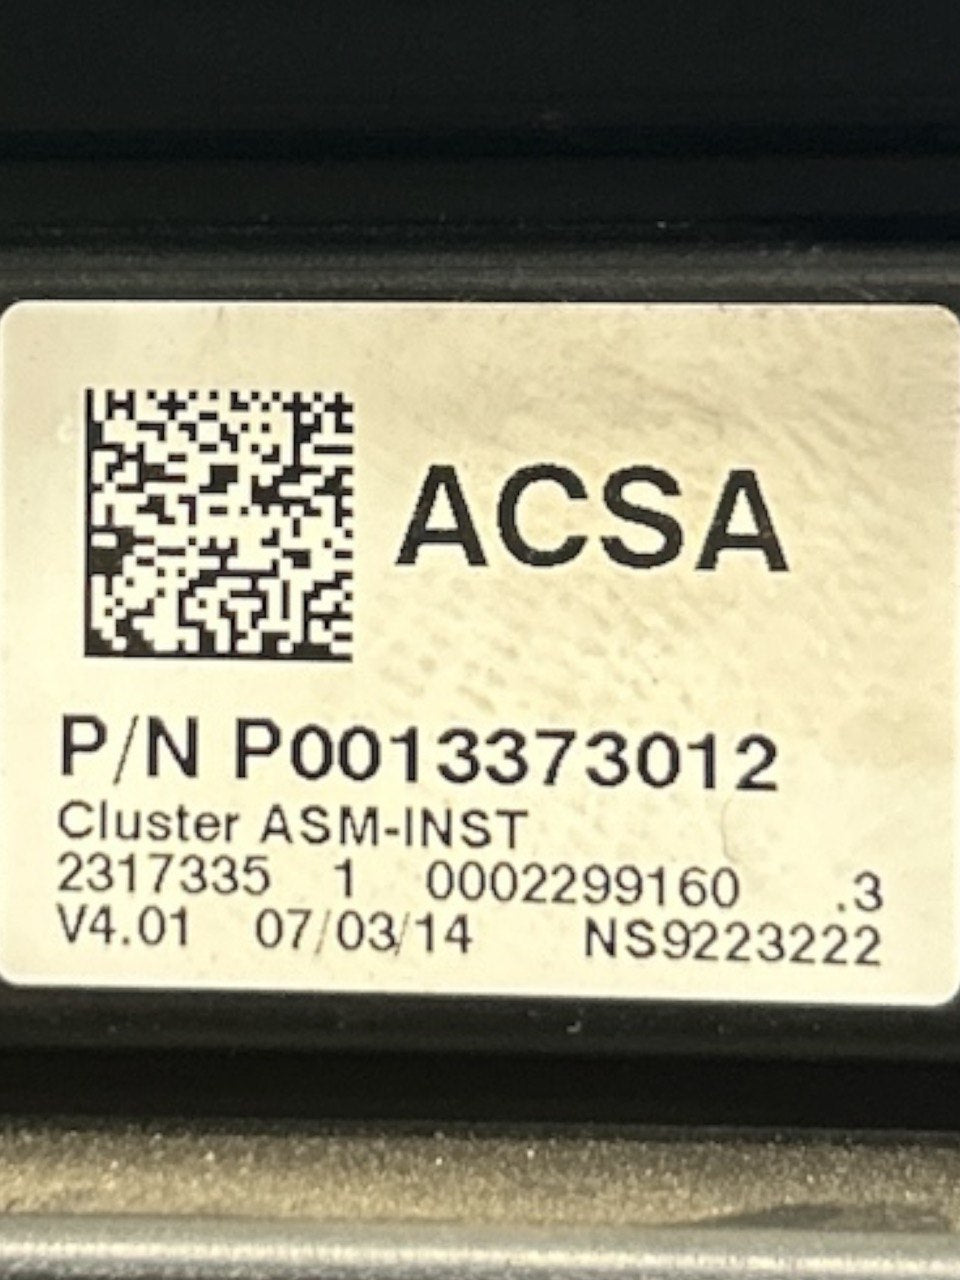 ACSA
P/N P0013373012
Cluster ASM-INST
2317335 1 0002299160 .3
V4.01 07/03/14 NS9223222